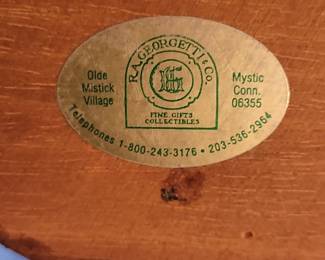 R.A. GEORGETTI & CO.
Olde
Mistick
Village
Mystic
Conn.
06355
FINE GIFTS
COLLECTIBLES
Telephones 1-800-243-3176 • 203-536-2964